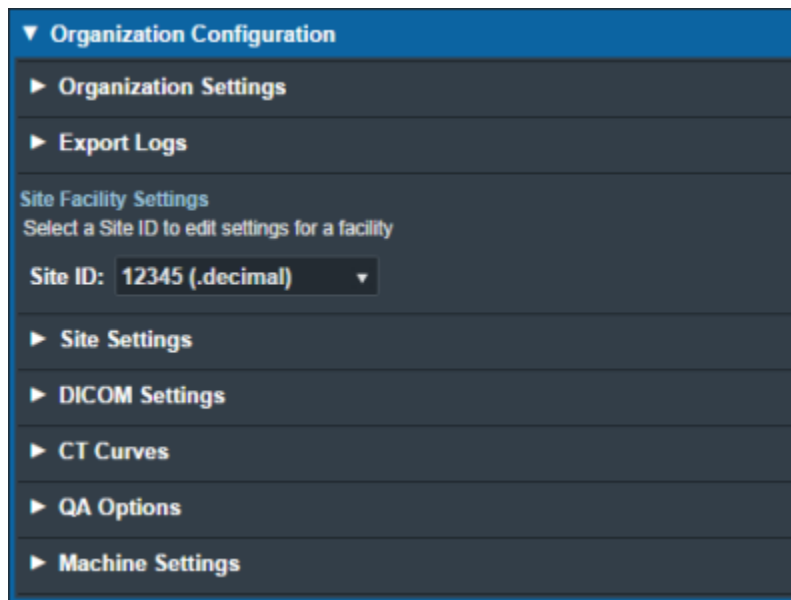 Organization Configuration
Organization Settings
Export Logs
Site Facility Settings
Select a Site ID to edit settings for a facility
Site ID: 12345 (.decimal)
Site Settings
DICOM Settings
CT Curves
QA Options
Machine Settings